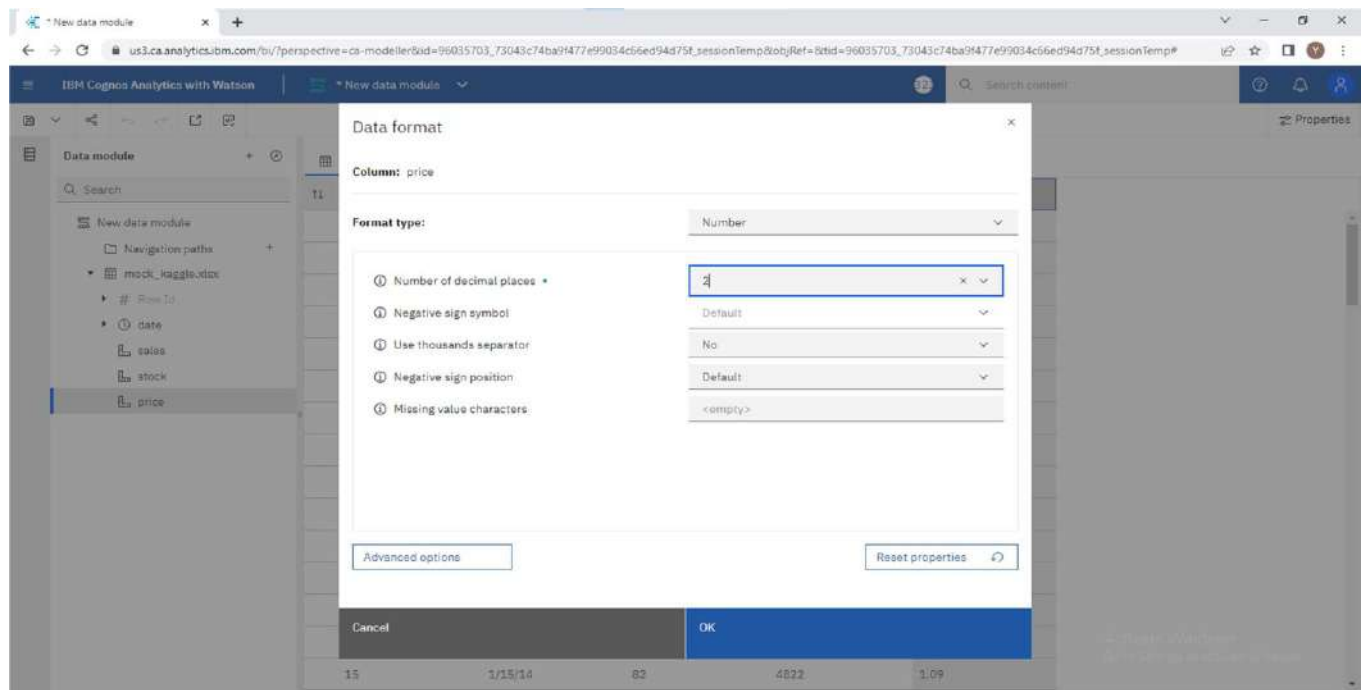 * New data module
us3.ca.analytics.ibm.com/bi/?perspective=ca-modeller&id=96035703_73043c74ba9f477e99034c66ed94d75f_sessionTemp&objRef=&tid=96035703_73043c74ba9f477e99034c66ed94d75f_sessionTemp#
IBM Cognos Analytics with Watson
* New data module
Search content
Properties
Data module
Search
New data module
Navigation paths
mock_kaggle.xlsx
# Row Id
date
sales
stock
price
Data format
Column: price
Format type: Number
Number of decimal places 2
Negative sign symbol Default
Use thousands separator No
Negative sign position Default
Missing value characters <empty>
Advanced options
Reset properties
Cancel
OK
15 1/15/14 82 4822 1.09